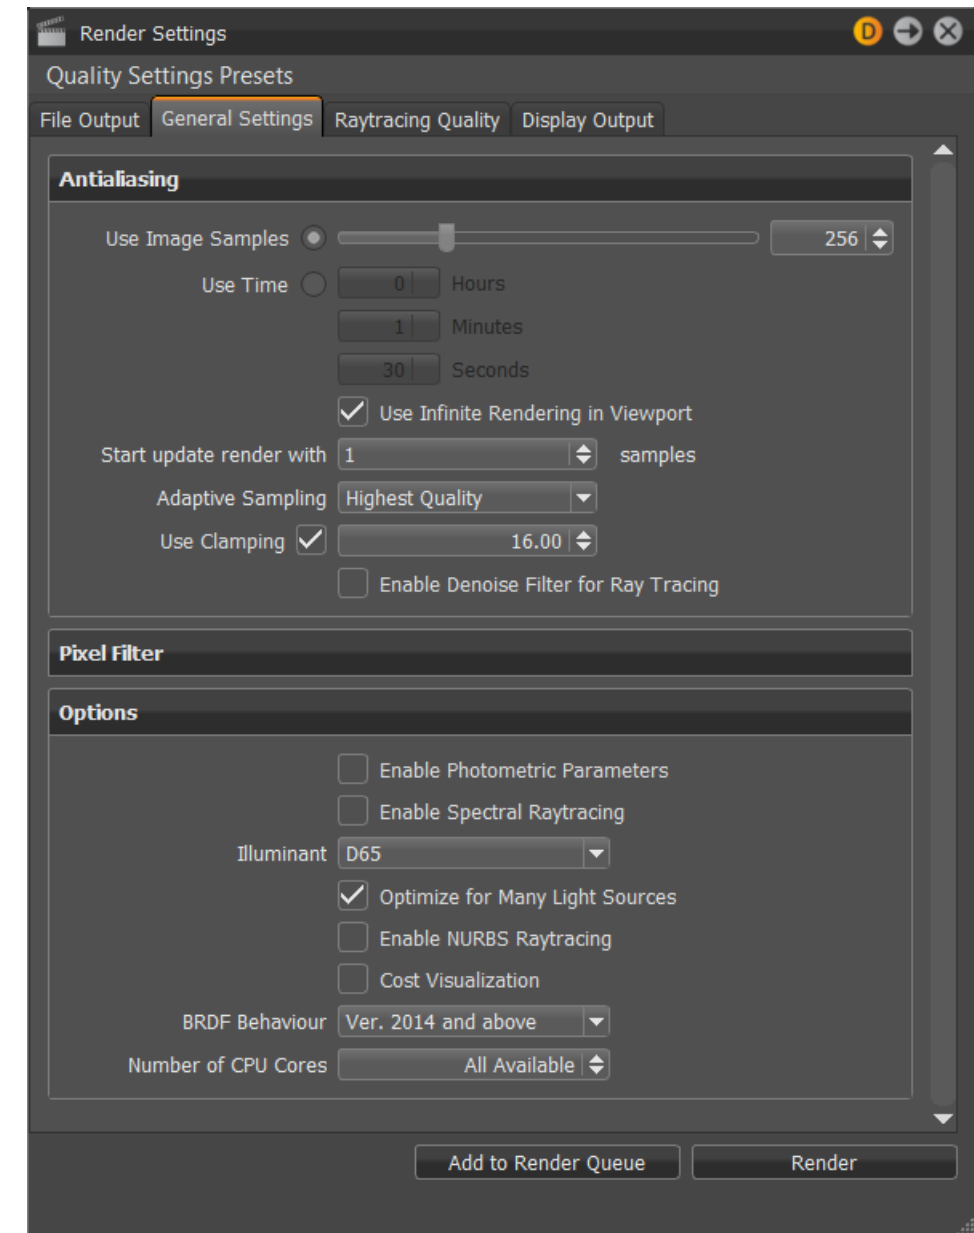 Render Settings D
Quality Settings Presets
File Output General Settings Raytracing Quality Display Output
Antialiasing
Use Image Samples 256
Use Time 0 Hours
1 Minutes
30 Seconds
Use Infinite Rendering in Viewport
Start update render with 1 samples
Adaptive Sampling Highest Quality
Use Clamping 16.00
Enable Denoise Filter for Ray Tracing
Pixel Filter
Options
Enable Photometric Parameters
Enable Spectral Raytracing
Illuminant D65
Optimize for Many Light Sources
Enable NURBS Raytracing
Cost Visualization
BRDF Behaviour Ver. 2014 and above
Number of CPU Cores All Available
Add to Render Queue Render